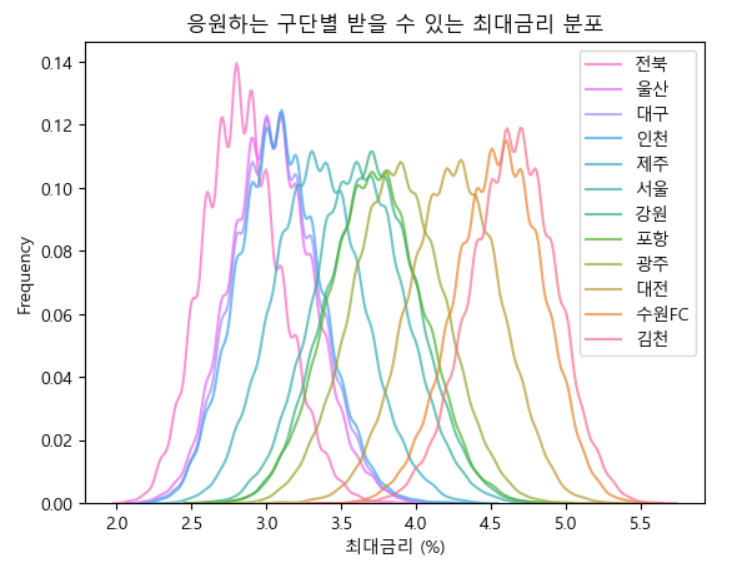 응원하는 구단별 받을 수 있는 최대금리 분포
0.14
0.12
0.10
0.08
0.06
0.04
0.02
0.00
Frequency
전북
울산
대구
인천
제주
서울
강원
포항
광주
대전
수원FC
김천
2.0 2.5 3.0 3.5 4.0 4.5 5.0 5.5
최대금리 (%)